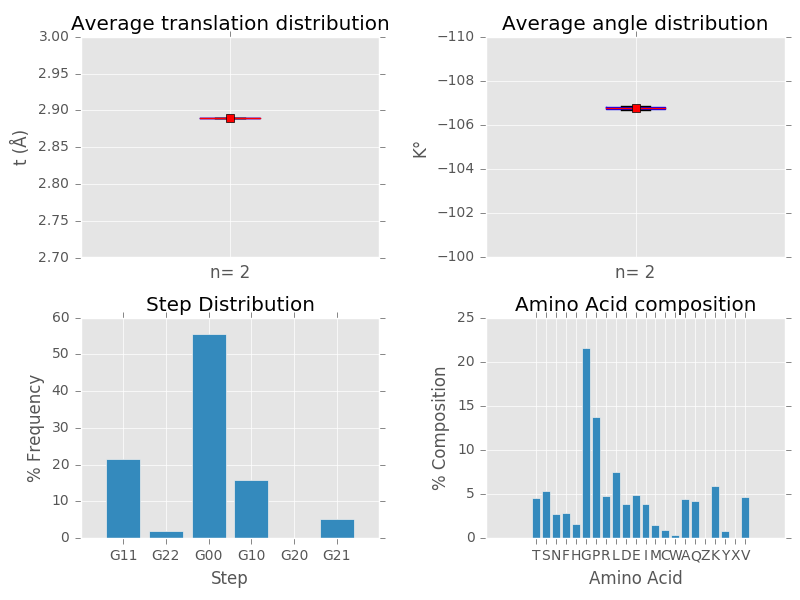 Average translation distribution
3.00
2.95
2.90
2.85
2.80
2.75
2.70
t (Å)
n= 2
Average angle distribution
−110
−108
−106
−104
−102
−100
K°
n= 2
Step Distribution
60
50
40
30
20
10
0
% Frequency
G11 G22 G00 G10 G20 G21
Step
Amino Acid composition
25
20
15
10
5
0
% Composition
T S N F H G P R L D E I M C W A Q Z K Y X V
Amino Acid